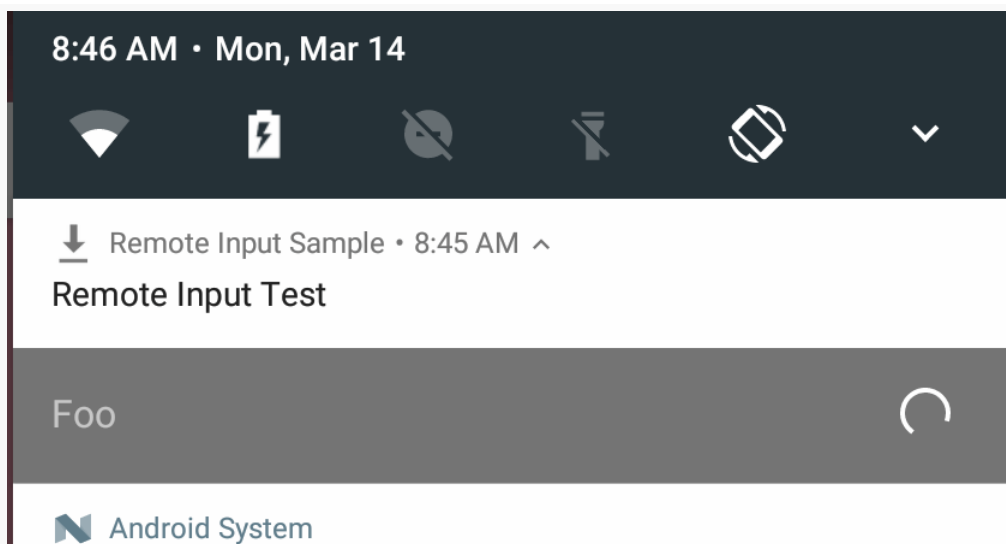 8:46 AM • Mon, Mar 14
Remote Input Sample • 8:45 AM
Remote Input Test
Foo
Android System